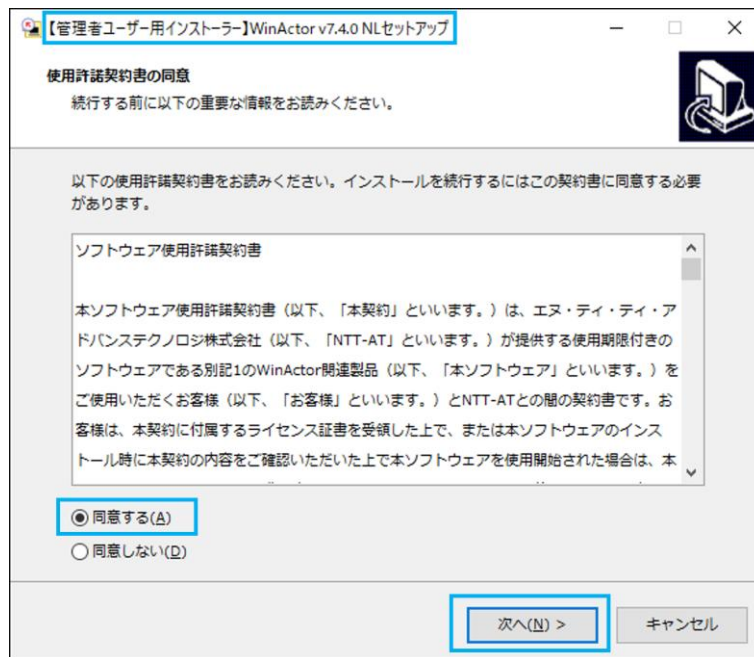 【管理者ユーザー用インストーラー】WinActor v7.4.0 NLセットアップ
使用許諾契約書の同意
続行する前に以下の重要な情報をお読みください。
以下の使用許諾契約書をお読みください。インストールを続行するにはこの契約書に同意する必要
があります。
ソフトウェア使用許諾契約書
本ソフトウェア使用許諾契約書（以下、「本契約」といいます。）は、エヌ・ティ・ティ・ア
ドバンステクノロジ株式会社（以下、「NTT-AT」といいます。）が提供する使用期限付きの
ソフトウェアである別記1のWinActor関連製品（以下、「本ソフトウェア」といいます。）を
ご使用いただくお客様（以下、「お客様」といいます。）とNTT-ATとの間の契約書です。お
客様は、本契約に付属するライセンス証書を受領した上で、または本ソフトウェアのインス
トール時に本契約の内容をご確認いただいた上で本ソフトウェアを使用開始された場合は、本
同意する(A)
同意しない(D)
次へ(N) >
キャンセル